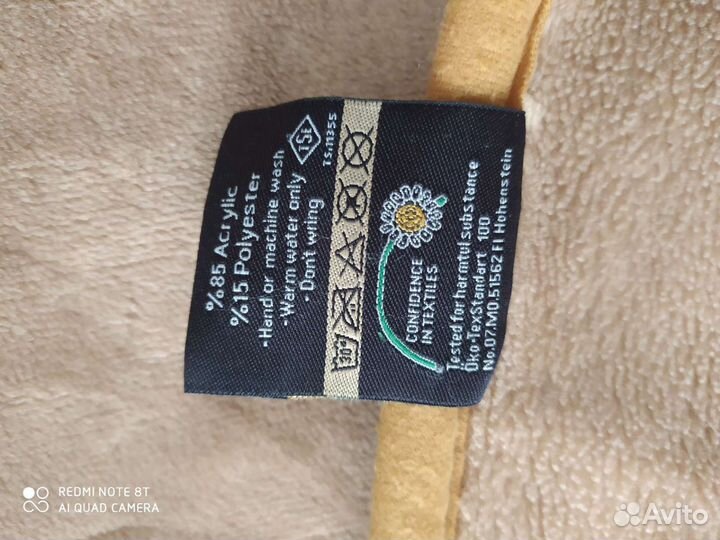 %85 Acrylic
%15 Polyester
-Hand or machine wash
-Warm water only
-Don't wring
TSE
TS.11355
30°
CONFIDENCE
IN TEXTILES
Tested for harmful substance
Öko-TexStandart 100
No.07.M0.51562 FI Hohenstein
REDMI NOTE 8T
AI QUAD CAMERA
Avito